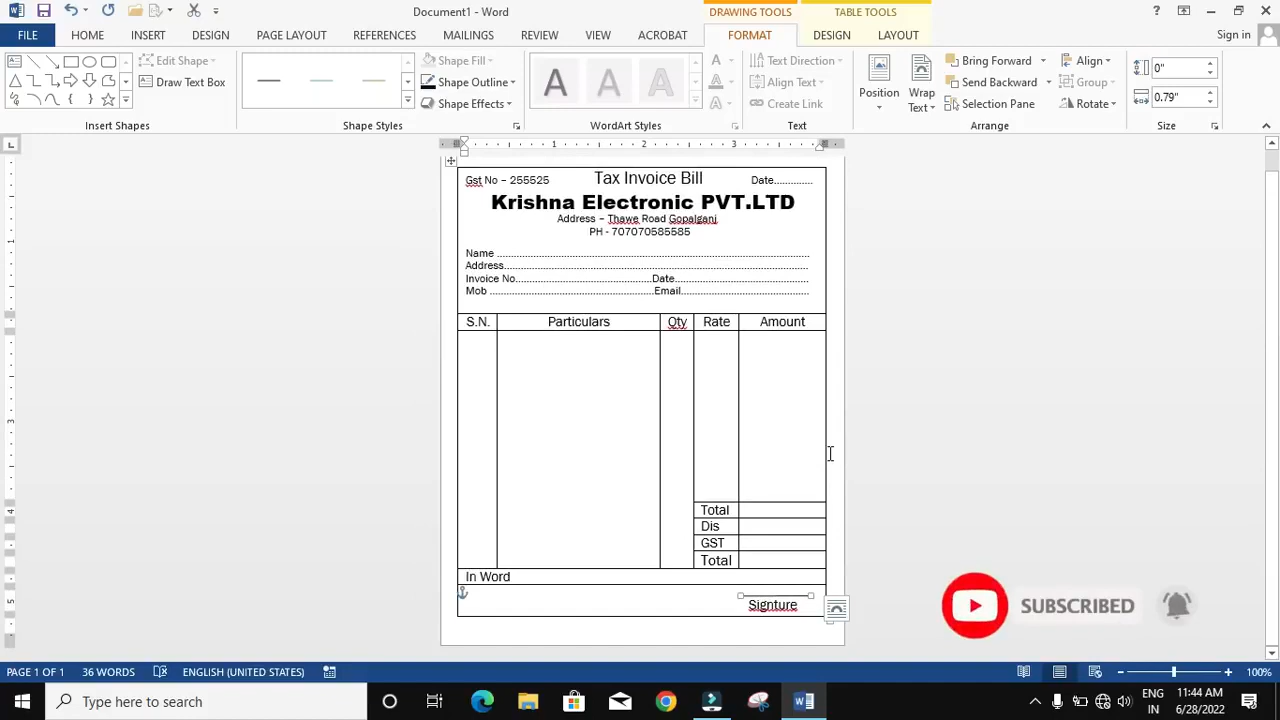 Document1 - Word
DRAWING TOOLS
TABLE TOOLS
?
FILE
HOME
INSERT
DESIGN
PAGE LAYOUT
REFERENCES
MAILINGS
REVIEW
VIEW
ACROBAT
FORMAT
DESIGN
LAYOUT
Sign in
Edit Shape
Draw Text Box
Insert Shapes
Shape Fill
Shape Outline
Shape Effects
Shape Styles
A A A
WordArt Styles
Text Direction
Align Text
Create Link
Text
Position
Wrap
Text
Bring Forward
Send Backward
Selection Pane
Align
Group
Rotate
Arrange
0"
0.79"
Size
1 2 3
Gst No – 255525
Tax Invoice Bill
Date.............
Krishna Electronic PVT.LTD
Address – Thawe Road Gopalganj
PH - 707070585585
Name ...............................................................................................
Address............................................................................................
Invoice No..........................................Date........................................
Mob ...................................................Email.......................................
S.N. Particulars Qty Rate Amount
Total
Dis
GST
Total
In Word
Signture
SUBSCRIBED
PAGE 1 OF 1
36 WORDS
ENGLISH (UNITED STATES)
100%
Type here to search
ENG
IN
11:44 AM
6/28/2022